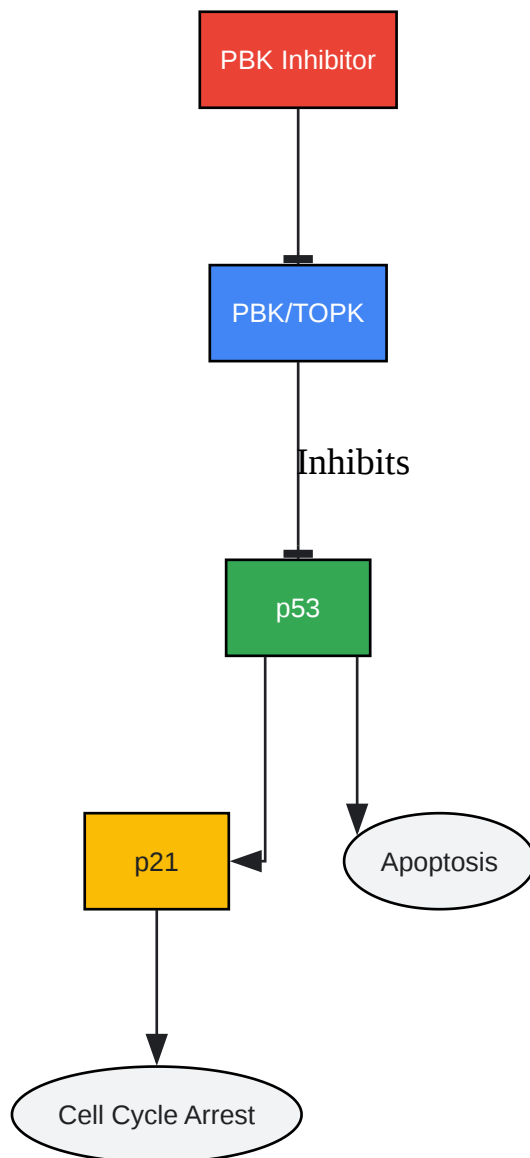 PBK Inhibitor
PBK/TOPK
Inhibits
p53
p21
Apoptosis
Cell Cycle Arrest